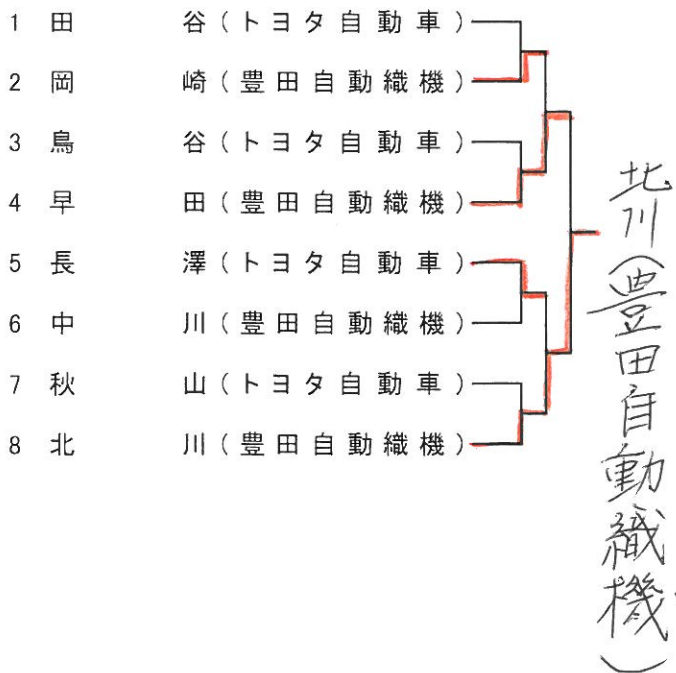 1 田 谷(トヨタ自動車)
2 岡 崎(豊田自動織機)
3 鳥 谷(トヨタ自動車)
4 早 田(豊田自動織機)
5 長 澤(トヨタ自動車)
6 中 川(豊田自動織機)
7 秋 山(トヨタ自動車)
8 北 川(豊田自動織機)
北川(豊田自動織機)